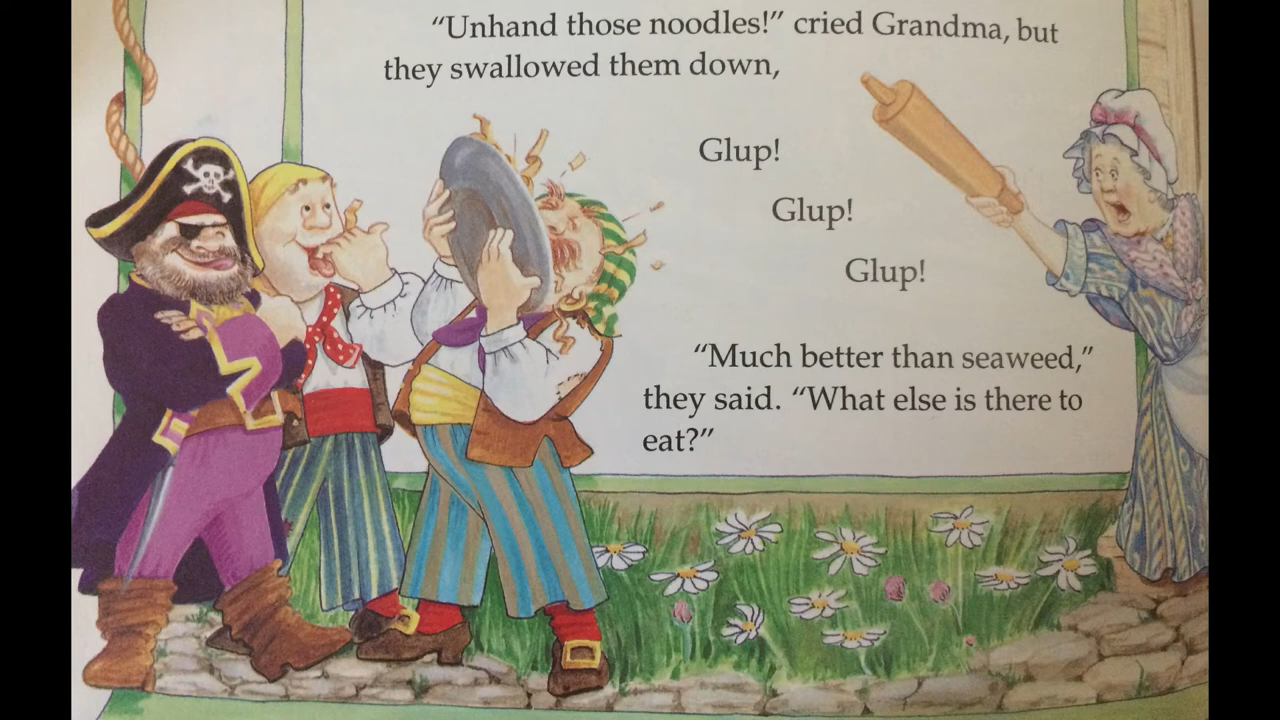 “Unhand those noodles!” cried Grandma, but
they swallowed them down,
Glup!
Glup!
Glup!
“Much better than seaweed,”
they said. “What else is there to
eat?”